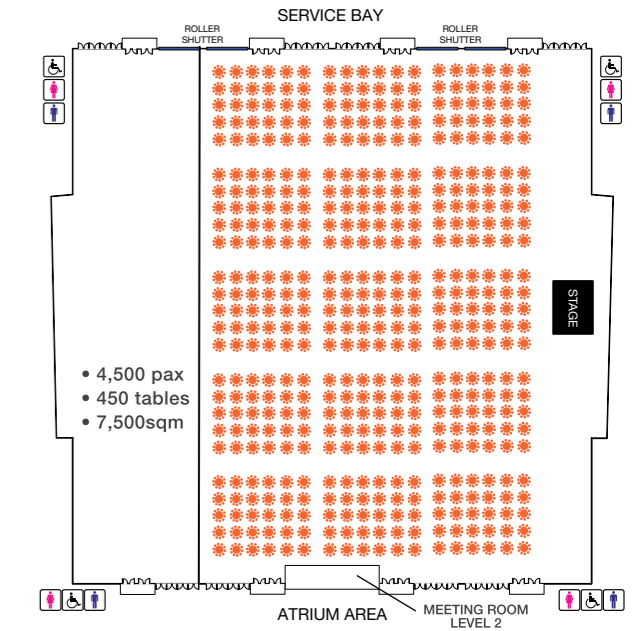 SERVICE BAY
ROLLER
SHUTTER
ROLLER
SHUTTER
STAGE
• 4,500 pax
• 450 tables
• 7,500sqm
ATRIUM AREA
MEETING ROOM
LEVEL 2